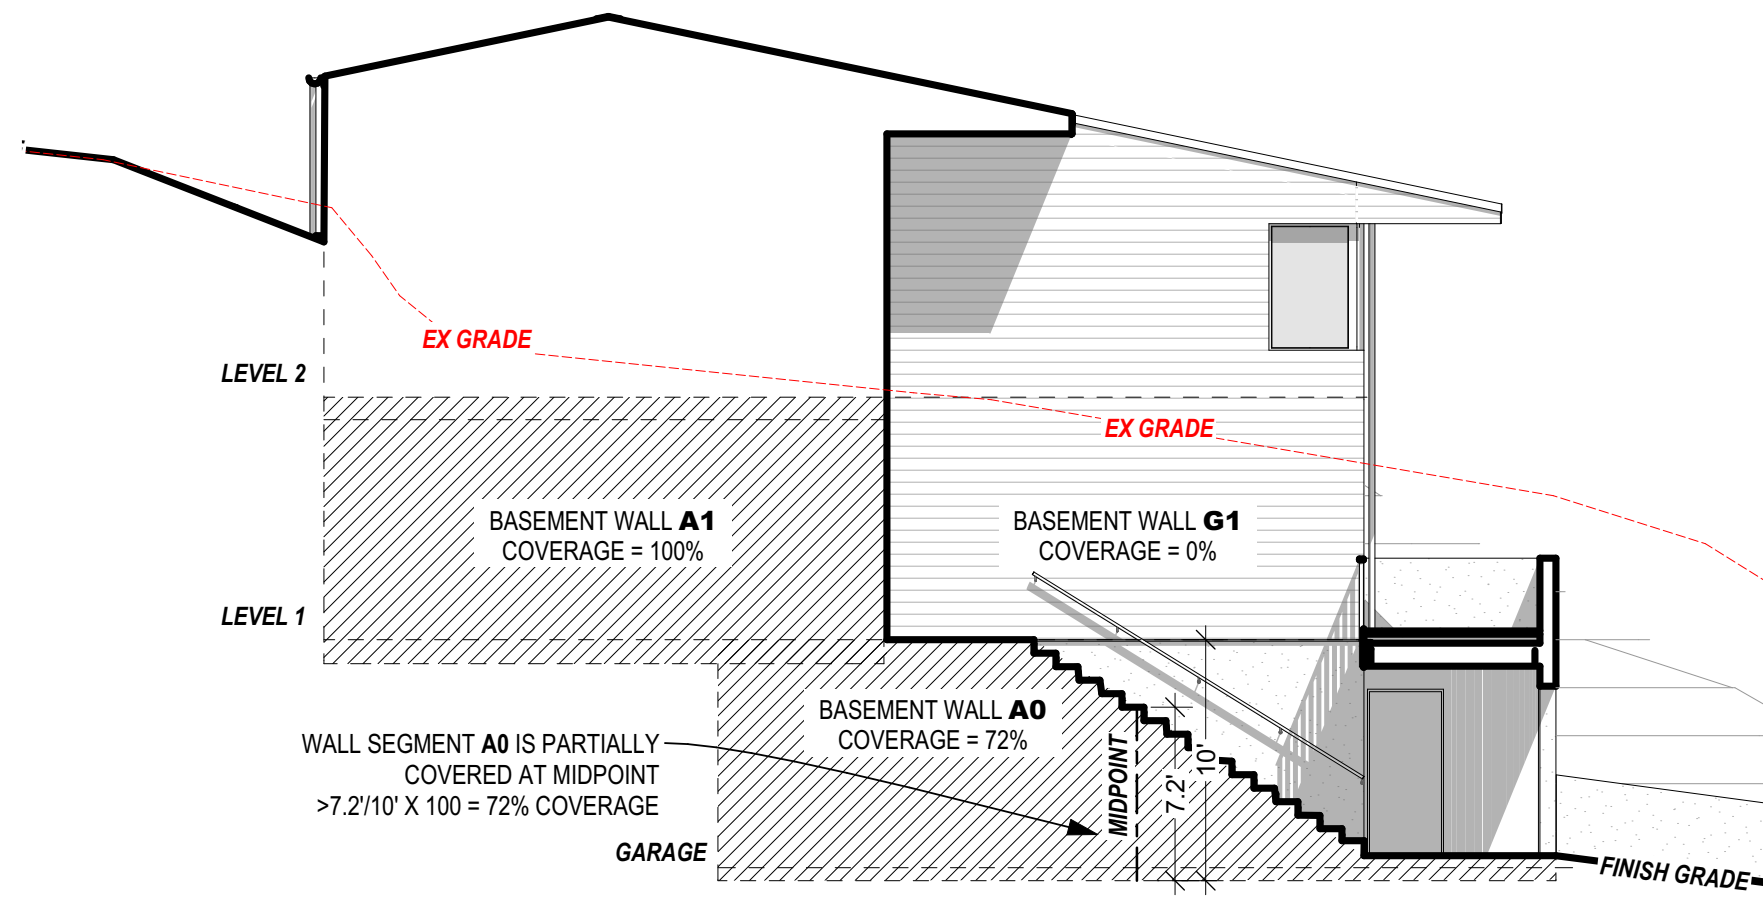 EX GRADE
LEVEL 2
EX GRADE
BASEMENT WALL A1
COVERAGE = 100%
BASEMENT WALL G1
COVERAGE = 0%
LEVEL 1
BASEMENT WALL A0
COVERAGE = 72%
WALL SEGMENT A0 IS PARTIALLY
COVERED AT MIDPOINT
>7.2'/10' X 100 = 72% COVERAGE
MIDPOINT
7.2'
10'
GARAGE
FINISH GRADE